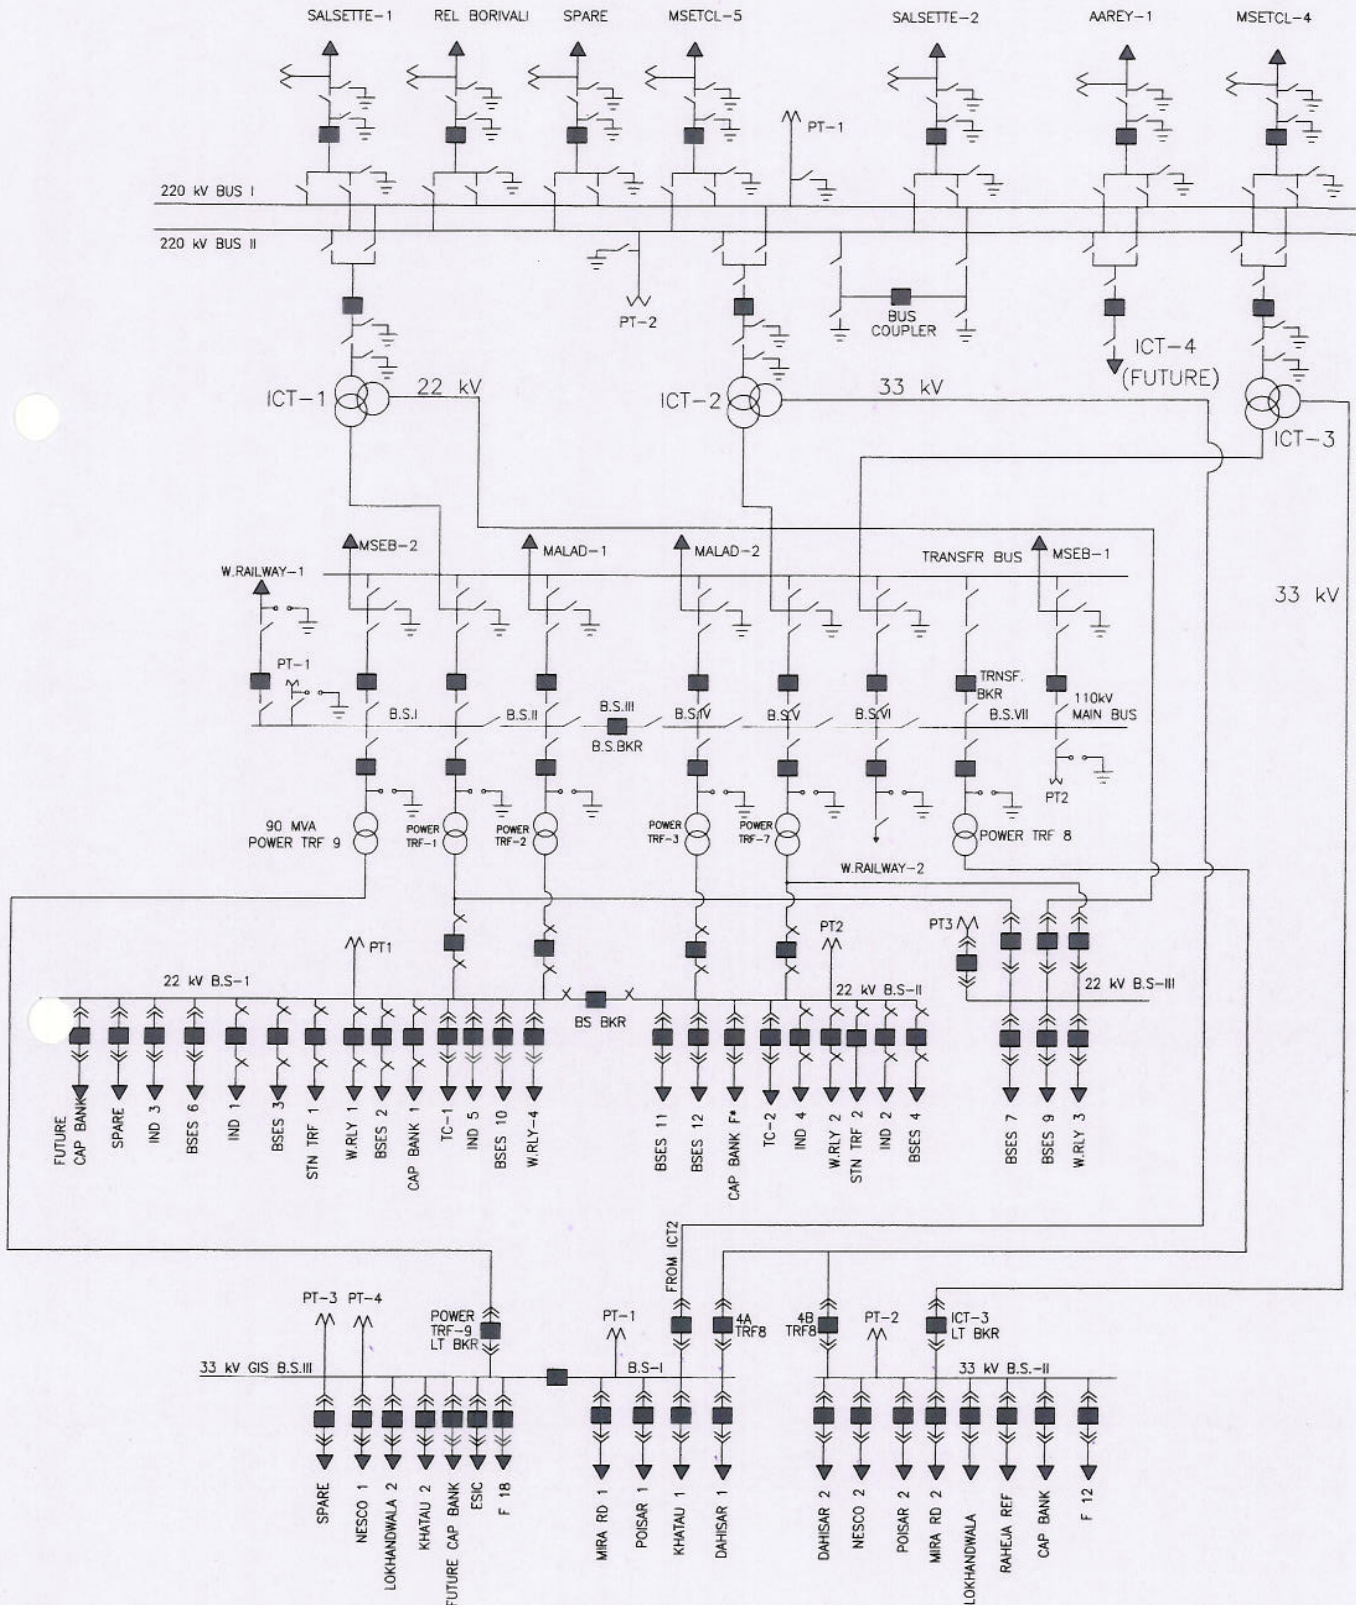 SALSETTE-1
REL BORIVALI
SPARE
MSETCL-5
SALSETTE-2
AAREY-1
MSETCL-4
PT-1
220 kV BUS I
220 kV BUS II
PT-2
BUS
COUPLER
ICT-4
(FUTURE)
ICT-1
22 kV
ICT-2
33 kV
ICT-3
MSEB-2
MALAD-1
MALAD-2
TRANSFR BUS
MSEB-1
W.RAILWAY-1
33 kV
PT-1
TRNSF.
BKR
B.S.I
B.S.II
B.S.III
B.S.BKR
B.S.IV
B.S.V
B.S.VI
B.S.VII
110kV
MAIN BUS
PT2
90 MVA
POWER TRF 9
POWER
TRF-1
POWER
TRF-2
POWER
TRF-3
POWER
TRF-7
POWER TRF 8
W.RAILWAY-2
PT1
PT2
PT3
22 kV B.S-1
BS BKR
22 kV B.S-II
22 kV B.S-III
FUTURE
CAP BANK
SPARE
IND 3
BSES 6
IND 1
BSES 3
STN TRF 1
W.RLY 1
BSES 2
CAP BANK 1
TC-1
IND 5
BSES 10
W.RLY-4
BSES 11
BSES 12
CAP BANK F*
TC-2
IND 4
W.RLY 2
STN TRF 2
IND 2
BSES 4
BSES 7
BSES 9
W.RLY 3
FROM ICT2
PT-3
PT-4
POWER
TRF-9
LT BKR
PT-1
4A
TRF8
4B
TRF8
PT-2
ICT-3
LT BKR
33 kV GIS B.S.III
B.S-I
33 kV B.S.-II
SPARE
NESCO 1
LOKHANDWALA 2
KHATAU 2
FUTURE CAP BANK
ESIC
F 18
MIRA RD 1
POISAR 1
KHATAU 1
DAHISAR 1
DAHISAR 2
NESCO 2
POISAR 2
MIRA RD 2
LOKHANDWALA
RAHEJA REF
CAP BANK
F 12